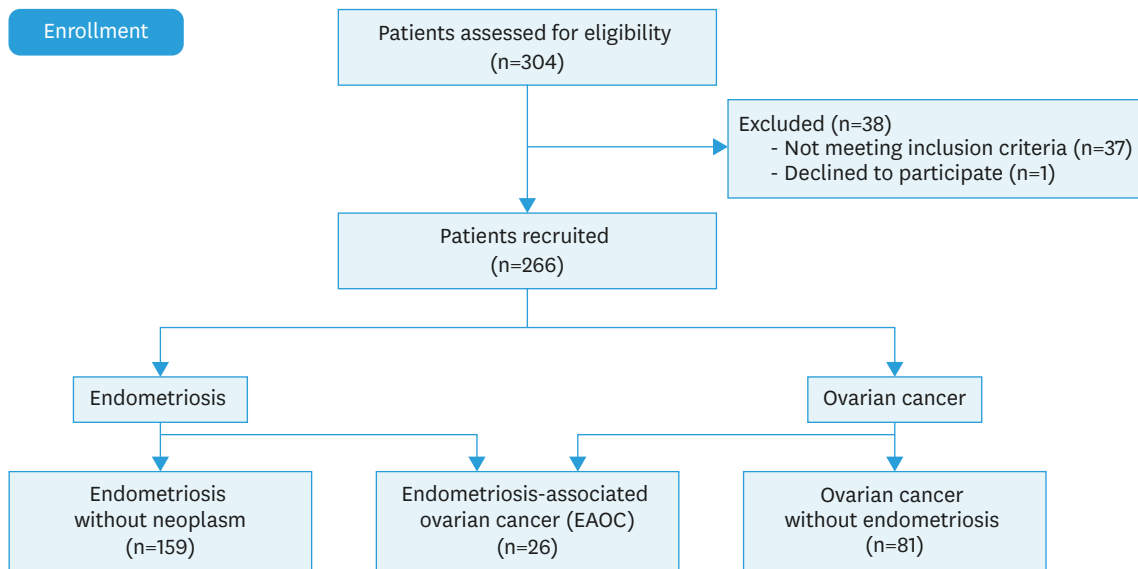 Enrollment
Patients assessed for eligibility
(n=304)
Excluded (n=38)
- Not meeting inclusion criteria (n=37)
- Declined to participate (n=1)
Patients recruited
(n=266)
Endometriosis
Ovarian cancer
Endometriosis
without neoplasm
(n=159)
Endometriosis-associated
ovarian cancer (EAOC)
(n=26)
Ovarian cancer
without endometriosis
(n=81)